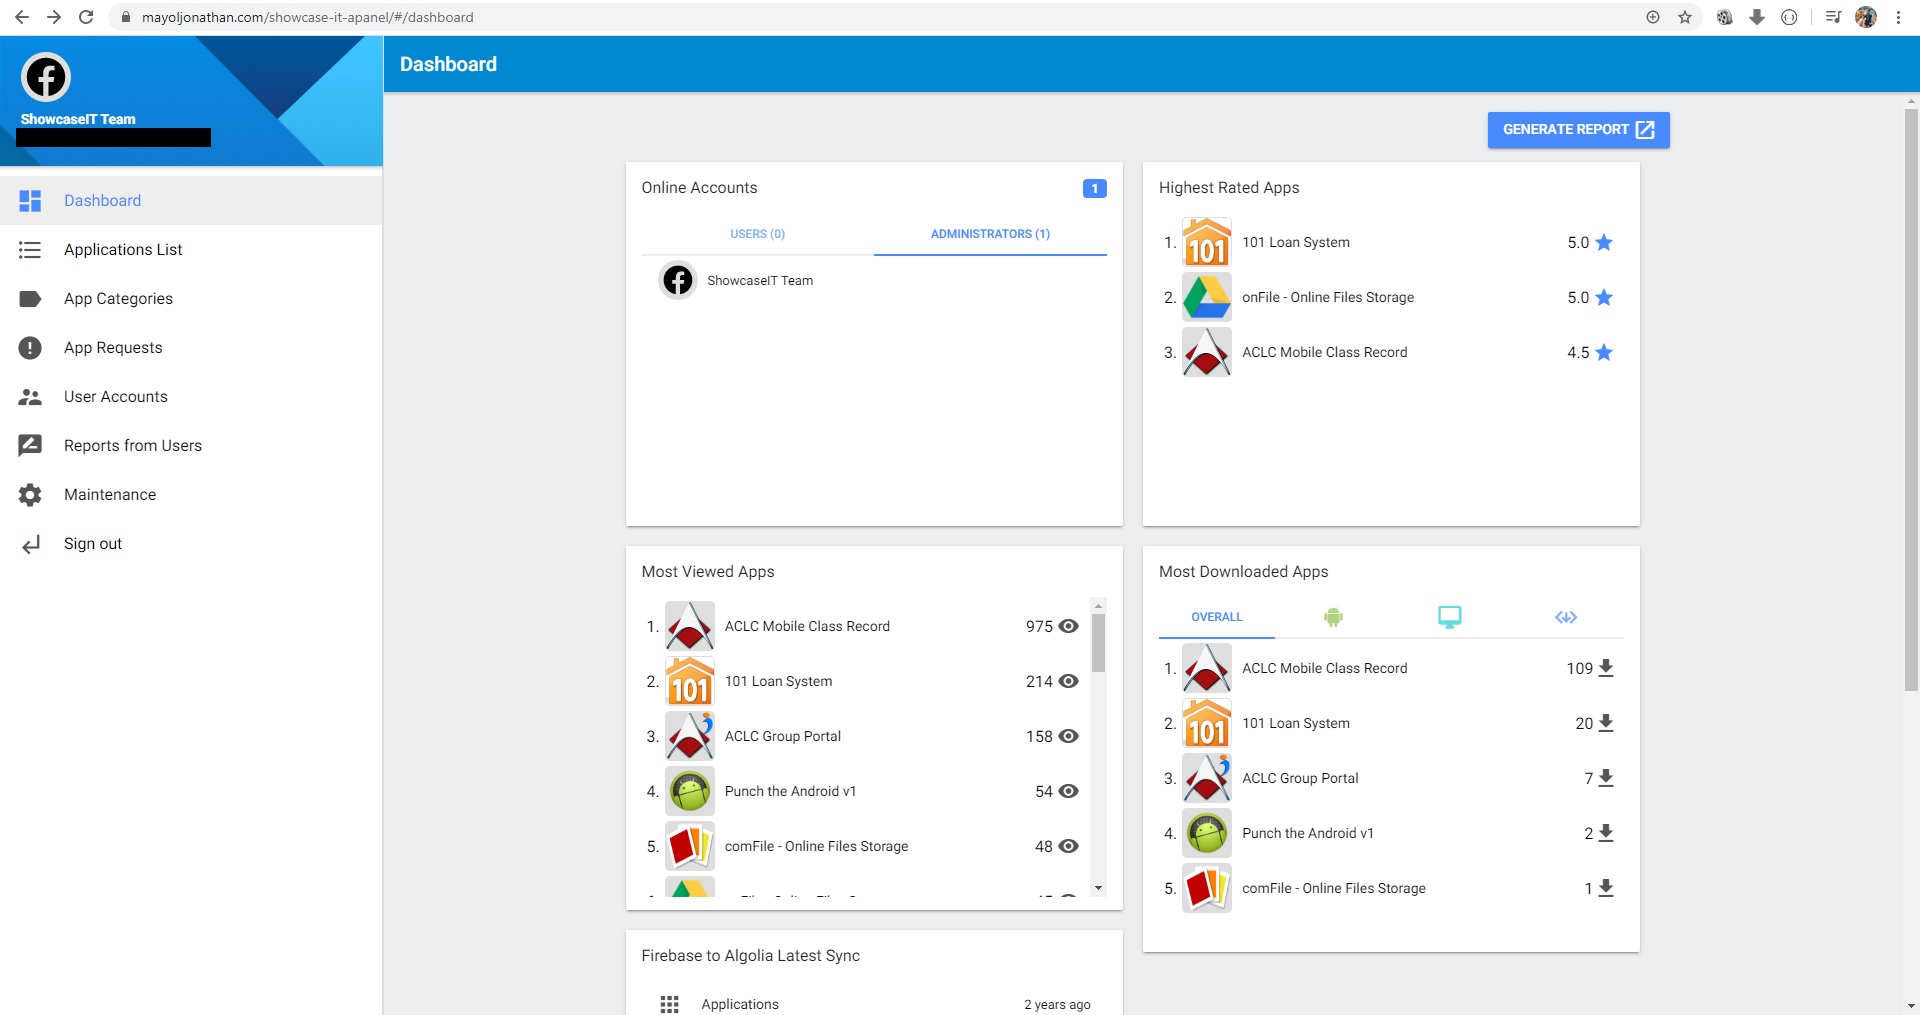 mayoljonathan.com/showcase-it-apanel/#/dashboard
ShowcaseIT Team
Dashboard
Applications List
App Categories
App Requests
User Accounts
Reports from Users
Maintenance
Sign out
Dashboard
GENERATE REPORT
Online Accounts
1
USERS (0)
ADMINISTRATORS (1)
ShowcaseIT Team
Highest Rated Apps
1. 101 101 Loan System 5.0
2. onFile - Online Files Storage 5.0
3. ACLC Mobile Class Record 4.5
Most Viewed Apps
1. ACLC Mobile Class Record 975
2. 101 101 Loan System 214
3. ACLC Group Portal 158
4. Punch the Android v1 54
5. comFile - Online Files Storage 48
Most Downloaded Apps
OVERALL
1. ACLC Mobile Class Record 109
2. 101 101 Loan System 20
3. ACLC Group Portal 7
4. Punch the Android v1 2
5. comFile - Online Files Storage 1
Firebase to Algolia Latest Sync
Applications 2 years ago